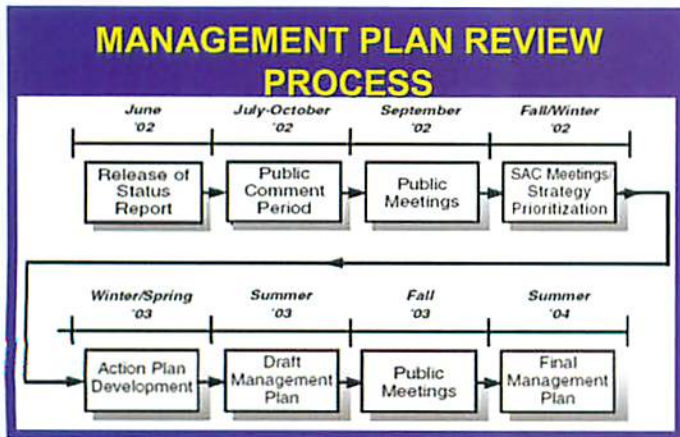 MANAGEMENT PLAN REVIEW
PROCESS
June
'02
July-October
'02
September
'02
Fall/Winter
'02
Release of
Status
Report
Public
Comment
Period
Public
Meetings
SAC Meetings/
Strategy
Prioritization
Winter/Spring
'03
Summer
'03
Fall
'03
Summer
'04
Action Plan
Development
Draft
Management
Plan
Public
Meetings
Final
Management
Plan